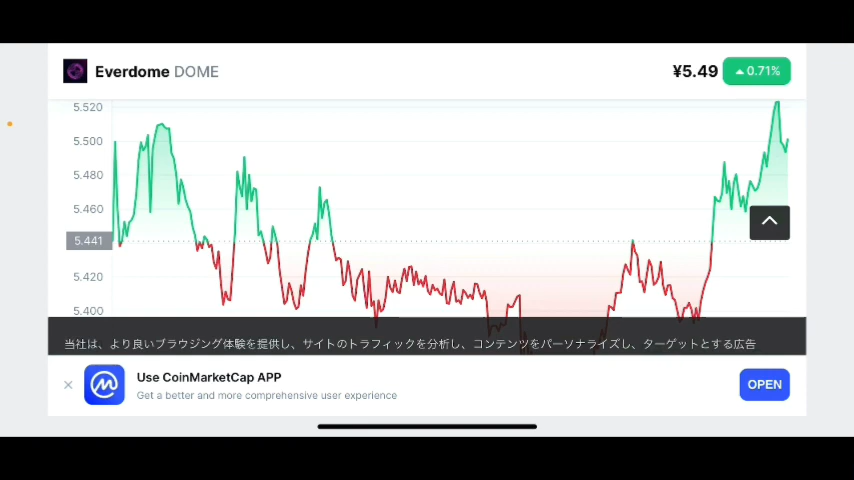 Everdome DOME
¥5.49
0.71%
5.520
5.500
5.480
5.460
5.441
5.420
5.400
当社は、より良いブラウジング体験を提供し、サイトのトラフィックを分析し、コンテンツをパーソナライズし、ターゲットとする広告
Use CoinMarketCap APP
Get a better and more comprehensive user experience
OPEN